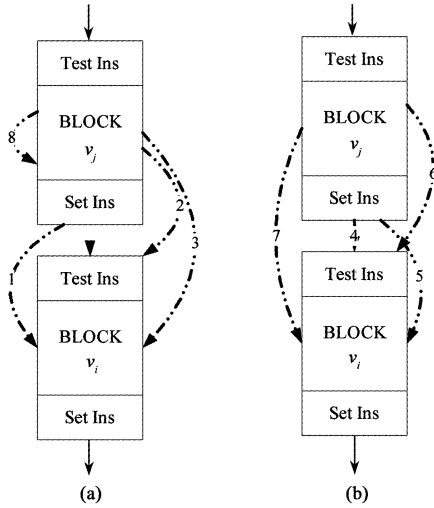 Test Ins
BLOCK
v_j
Set Ins
8
2
3
1
Test Ins
BLOCK
v_i
Set Ins
(a)
Test Ins
BLOCK
v_j
Set Ins
6
7
4
5
Test Ins
BLOCK
v_i
Set Ins
(b)